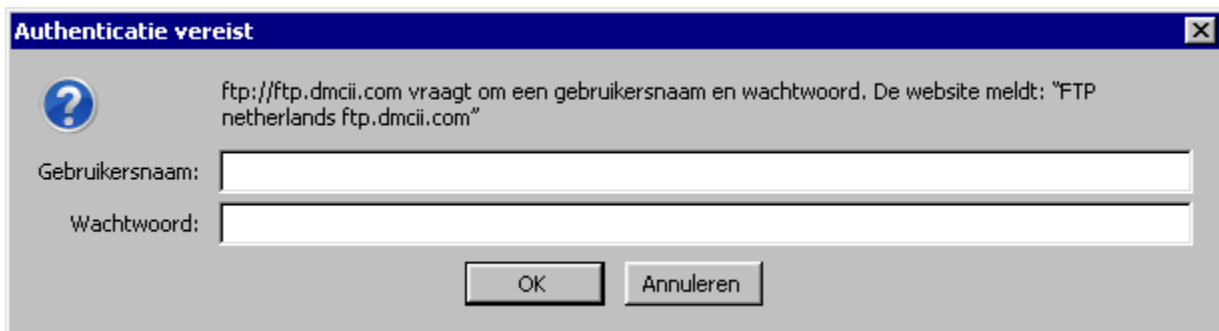 Authenticatie vereist
ftp://ftp.dmcii.com vraagt om een gebruikersnaam en wachtwoord. De website meldt: “FTP
netherlands ftp.dmcii.com”
Gebruikersnaam:
Wachtwoord:
OK Annuleren